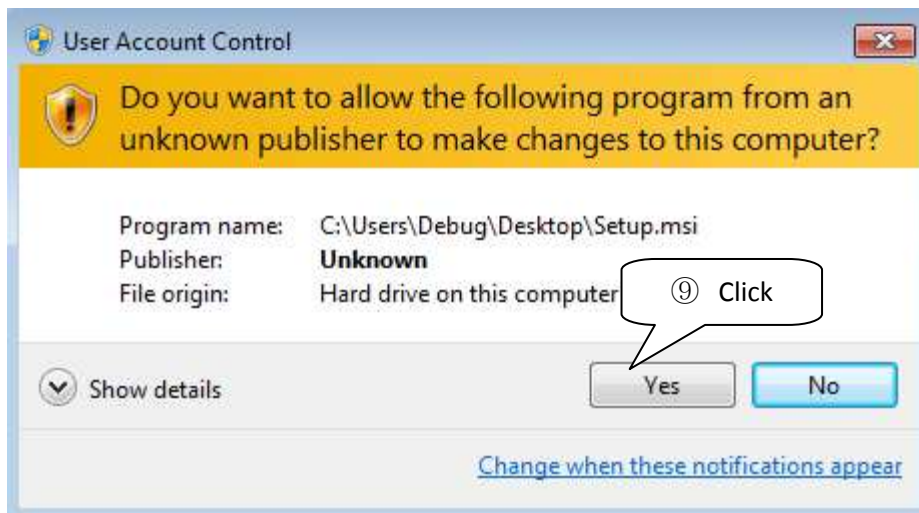 User Account Control
Do you want to allow the following program from an
unknown publisher to make changes to this computer?
Program name: C:\Users\Debug\Desktop\Setup.msi
Publisher: Unknown
File origin: Hard drive on this computer
⑨ Click
Show details
Yes No
Change when these notifications appear